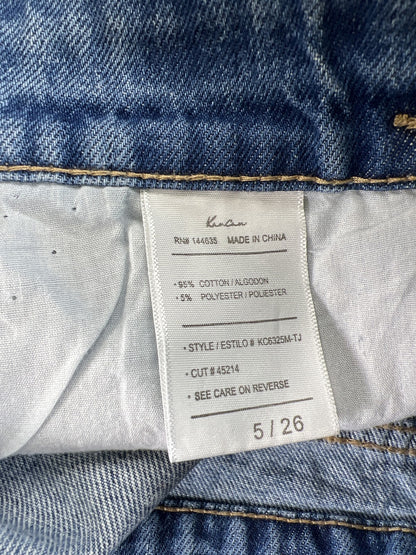 KanCan
RN# 144635 MADE IN CHINA
• 95% COTTON / ALGODON
• 5% POLYESTER / POLIESTER
• STYLE / ESTILO # KC6325M-TJ
• CUT # 45214
• SEE CARE ON REVERSE
5 / 26